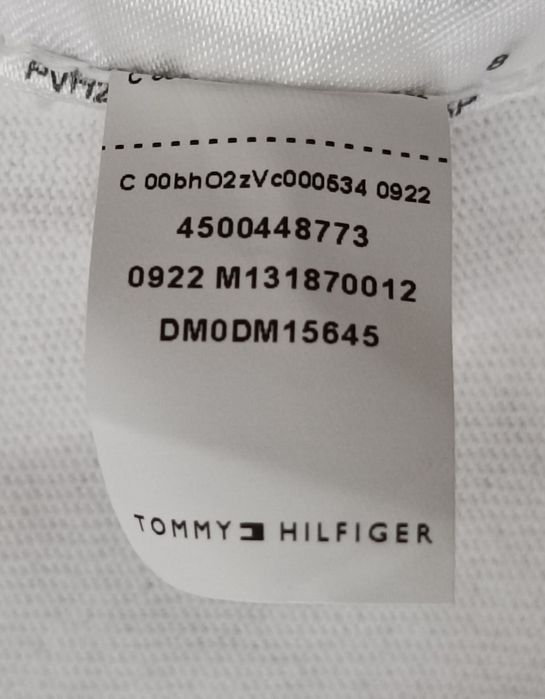 C 00bhO2zVc000534 0922
4500448773
0922 M131870012
DM0DM15645
TOMMY HILFIGER